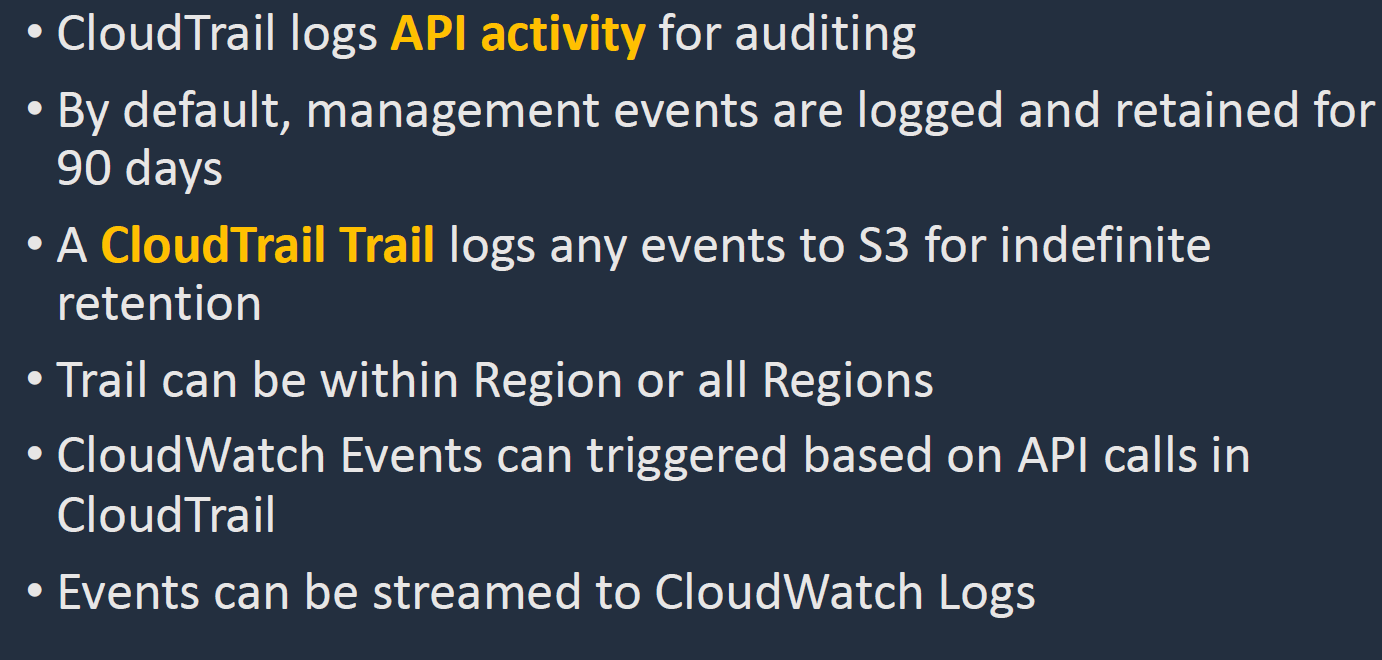 • CloudTrail logs API activity for auditing
• By default, management events are logged and retained for
90 days
• A CloudTrail Trail logs any events to S3 for indefinite
retention
• Trail can be within Region or all Regions
• CloudWatch Events can triggered based on API calls in
CloudTrail
• Events can be streamed to CloudWatch Logs